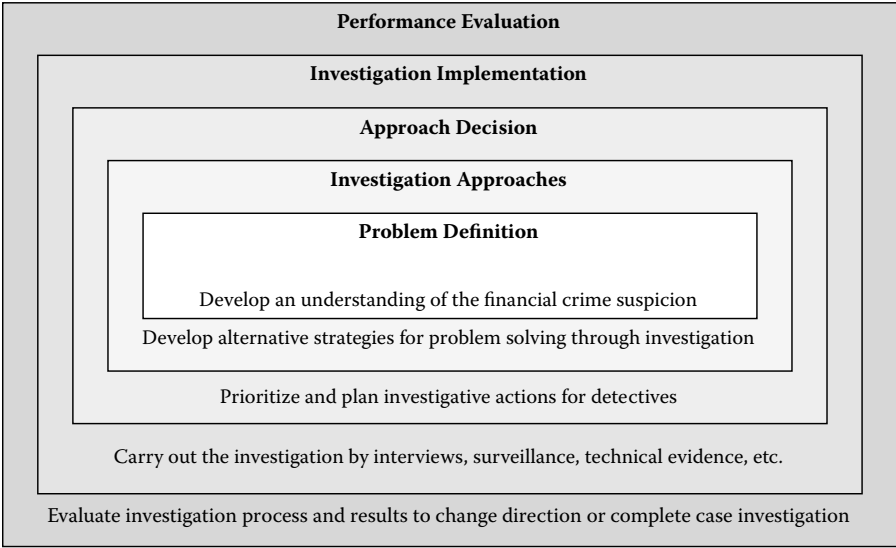 Performance Evaluation
Investigation Implementation
Approach Decision
Investigation Approaches
Problem Definition
Develop an understanding of the financial crime suspicion
Develop alternative strategies for problem solving through investigation
Prioritize and plan investigative actions for detectives
Carry out the investigation by interviews, surveillance, technical evidence, etc.
Evaluate investigation process and results to change direction or complete case investigation